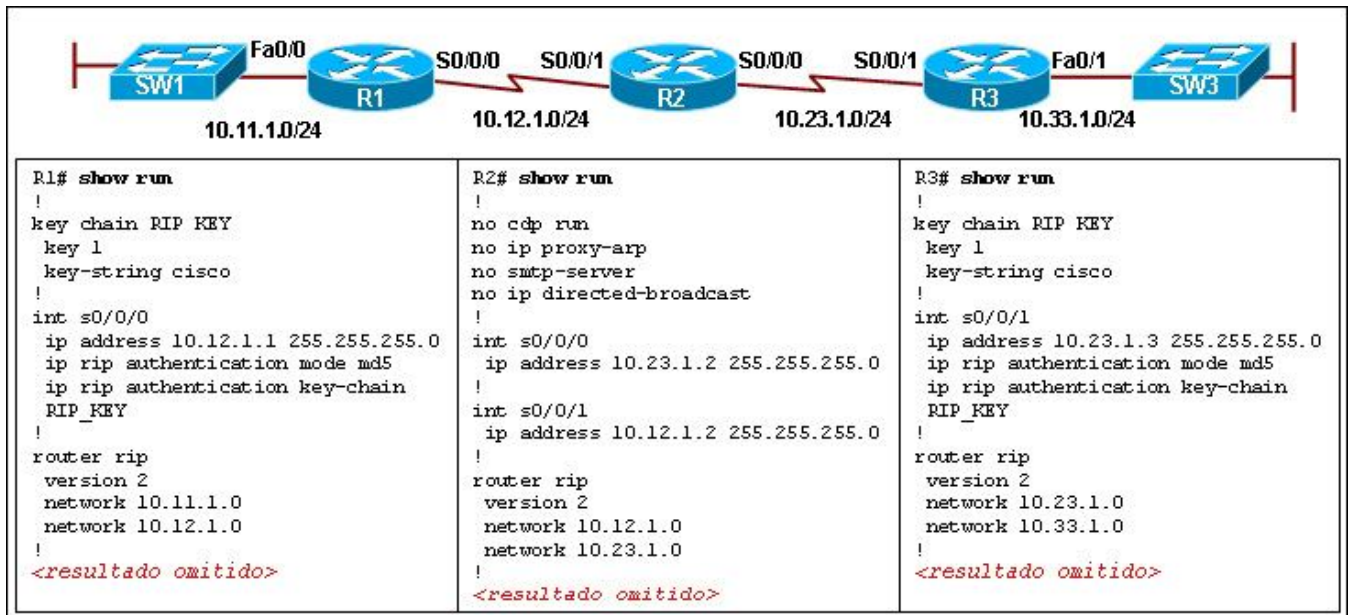 Fa0/0
S0/0/0
S0/0/1
S0/0/0
S0/0/1
Fa0/1
SW1
R1
R2
R3
SW3
10.11.1.0/24
10.12.1.0/24
10.23.1.0/24
10.33.1.0/24
R1# show run
!
key chain RIP KEY
key 1
key-string cisco
!
int s0/0/0
ip address 10.12.1.1 255.255.255.0
ip rip authentication mode md5
ip rip authentication key-chain
RIP_KEY
!
router rip
version 2
network 10.11.1.0
network 10.12.1.0
!
<resultado omitido>
R2# show run
!
no cdp run
no ip proxy-arp
no smtp-server
no ip directed-broadcast
!
int s0/0/0
ip address 10.23.1.2 255.255.255.0
!
int s0/0/1
ip address 10.12.1.2 255.255.255.0
!
router rip
version 2
network 10.12.1.0
network 10.23.1.0
!
<resultado omitido>
R3# show run
!
key chain RIP KEY
key 1
key-string cisco
!
int s0/0/1
ip address 10.23.1.3 255.255.255.0
ip rip authentication mode md5
ip rip authentication key-chain
RIP_KEY
!
router rip
version 2
network 10.23.1.0
network 10.33.1.0
!
<resultado omitido>